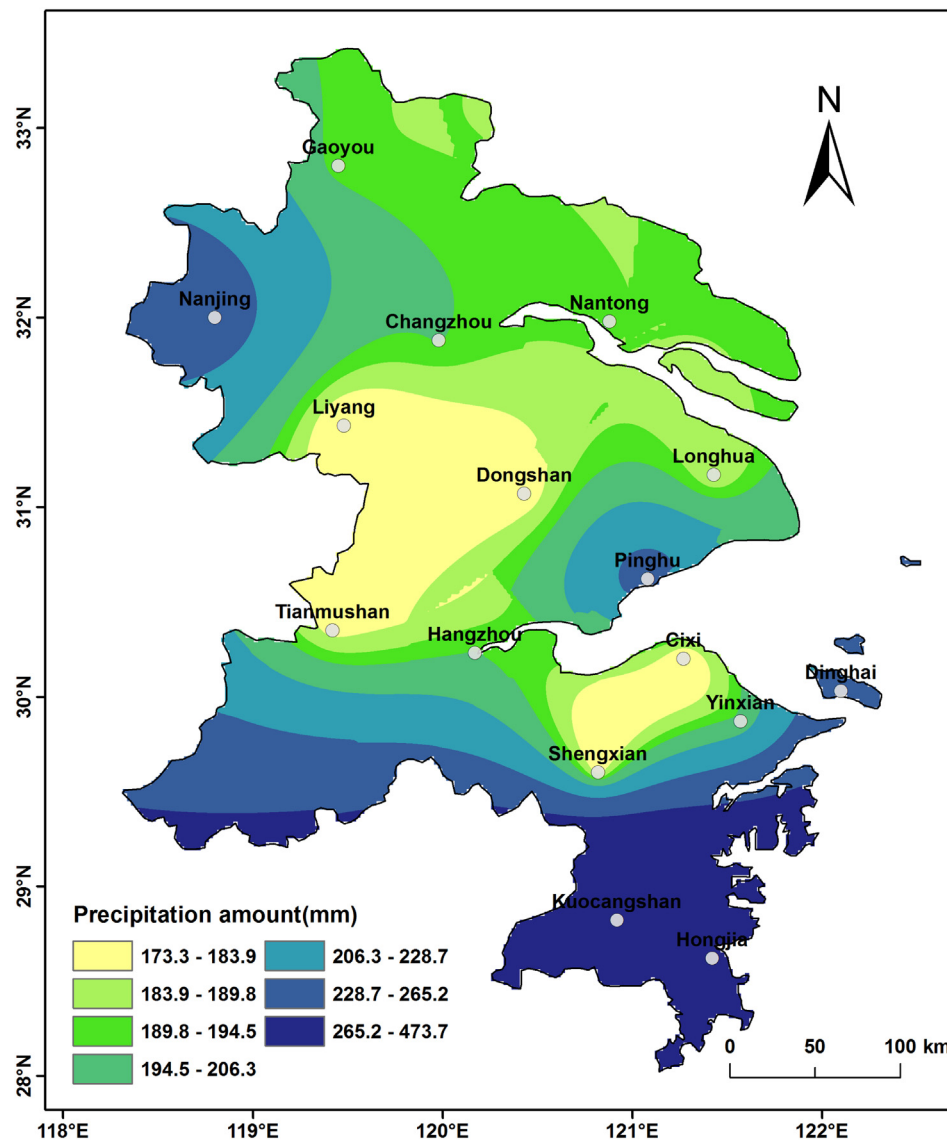 N
33°N
32°N
31°N
30°N
29°N
28°N
Gaoyou
Nanjing
Nantong
Changzhou
Liyang
Longhua
Dongshan
Pinghu
Tianmushan
Hangzhou
Cixi
Dinghai
Yinxian
Shengxian
Kuocangshan
Hongjia
Precipitation amount(mm)
173.3 - 183.9
206.3 - 228.7
183.9 - 189.8
228.7 - 265.2
189.8 - 194.5
265.2 - 473.7
194.5 - 206.3
0 50 100 km
118°E 119°E 120°E 121°E 122°E